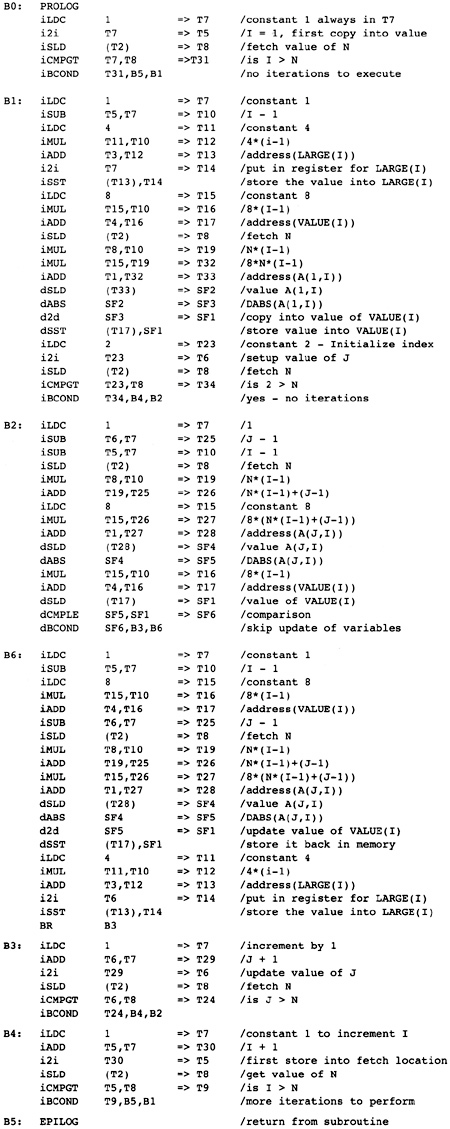 B0: PROLOG
iLDC 1 => T7 /constant 1 always in T7
i2i T7 => T5 /I = 1, first copy into value
iSLD (T2) => T8 /fetch value of N
iCMPGT T7,T8 =>T31 /is I > N
iBCOND T31,B5,B1 /no iterations to execute
B1: iLDC 1 => T7 /constant 1
iSUB T5,T7 => T10 /I - 1
iLDC 4 => T11 /constant 4
iMUL T11,T10 => T12 /4*(i-1)
iADD T3,T12 => T13 /address(LARGE(I))
i2i T7 => T14 /put in register for LARGE(I)
iSST (T13),T14 /store the value into LARGE(I)
iLDC 8 => T15 /constant 8
iMUL T15,T10 => T16 /8*(I-1)
iADD T4,T16 => T17 /address(VALUE(I))
iSLD (T2) => T8 /fetch N
iMUL T8,T10 => T19 /N*(I-1)
iMUL T15,T19 => T32 /8*N*(I-1)
iADD T1,T32 => T33 /address(A(1,I))
dSLD (T33) => SF2 /value A(1,I)
dABS SF2 => SF3 /DABS(A(1,I))
d2d SF3 => SF1 /copy into value of VALUE(I)
dSST (T17),SF1 /store value into VALUE(I)
iLDC 2 => T23 /constant 2 - Initialize index
i2i T23 => T6 /setup value of J
iSLD (T2) => T8 /fetch N
iCMPGT T23,T8 => T34 /is 2 > N
iBCOND T34,B4,B2 /yes - no iterations
B2: iLDC 1 => T7 /1
iSUB T6,T7 => T25 /J - 1
iSUB T5,T7 => T10 /I - 1
iSLD (T2) => T8 /fetch N
iMUL T8,T10 => T19 /N*(I-1)
iADD T19,T25 => T26 /N*(I-1)+(J-1)
iLDC 8 => T15 /constant 8
iMUL T15,T26 => T27 /8*(N*(I-1)+(J-1))
iADD T1,T27 => T28 /address(A(J,I))
dSLD (T28) => SF4 /value A(J,I)
dABS SF4 => SF5 /DABS(A(J,I))
iMUL T15,T10 => T16 /8*(I-1)
iADD T4,T16 => T17 /address(VALUE(I))
dSLD (T17) => SF1 /value of VALUE(I)
dCMPLE SF5,SF1 => SF6 /comparison
dBCOND SF6,B3,B6 /skip update of variables
B6: iLDC 1 => T7 /constant 1
iSUB T5,T7 => T10 /I - 1
iLDC 8 => T15 /constant 8
iMUL T15,T10 => T16 /8*(I-1)
iADD T4,T16 => T17 /address(VALUE(I))
iSUB T6,T7 => T25 /J - 1
iSLD (T2) => T8 /fetch N
iMUL T8,T10 => T19 /N*(I-1)
iADD T19,T25 => T26 /N*(I-1)+(J-1)
iMUL T15,T26 => T27 /8*(N*(I-1)+(J-1))
iADD T1,T27 => T28 /address(A(J,I))
dSLD (T28) => SF4 /value A(J,I)
dABS SF4 => SF5 /DABS(A(J,I))
d2d SF5 => SF1 /update value of VALUE(I)
dSST (T17),SF1 /store it back in memory
iLDC 4 => T11 /constant 4
iMUL T11,T10 => T12 /4*(i-1)
iADD T3,T12 => T13 /address(LARGE(I))
i2i T6 => T14 /put in register for LARGE(I)
iSST (T13),T14 /store the value into LARGE(I)
BR B3
B3: iLDC 1 => T7 /increment by 1
iADD T6,T7 => T29 /J + 1
i2i T29 => T6 /update value of J
iSLD (T2) => T8 /fetch N
iCMPGT T6,T8 => T24 /is J > N
iBCOND T24,B4,B2
B4: iLDC 1 => T7 /constant 1 to increment I
iADD T5,T7 => T30 /I + 1
i2i T30 => T5 /first store into fetch location
iSLD (T2) => T8 /get value of N
iCMPGT T5,T8 => T9 /is I > N
iBCOND T9,B5,B1 /more iterations to perform
B5: EPILOG /return from subroutine